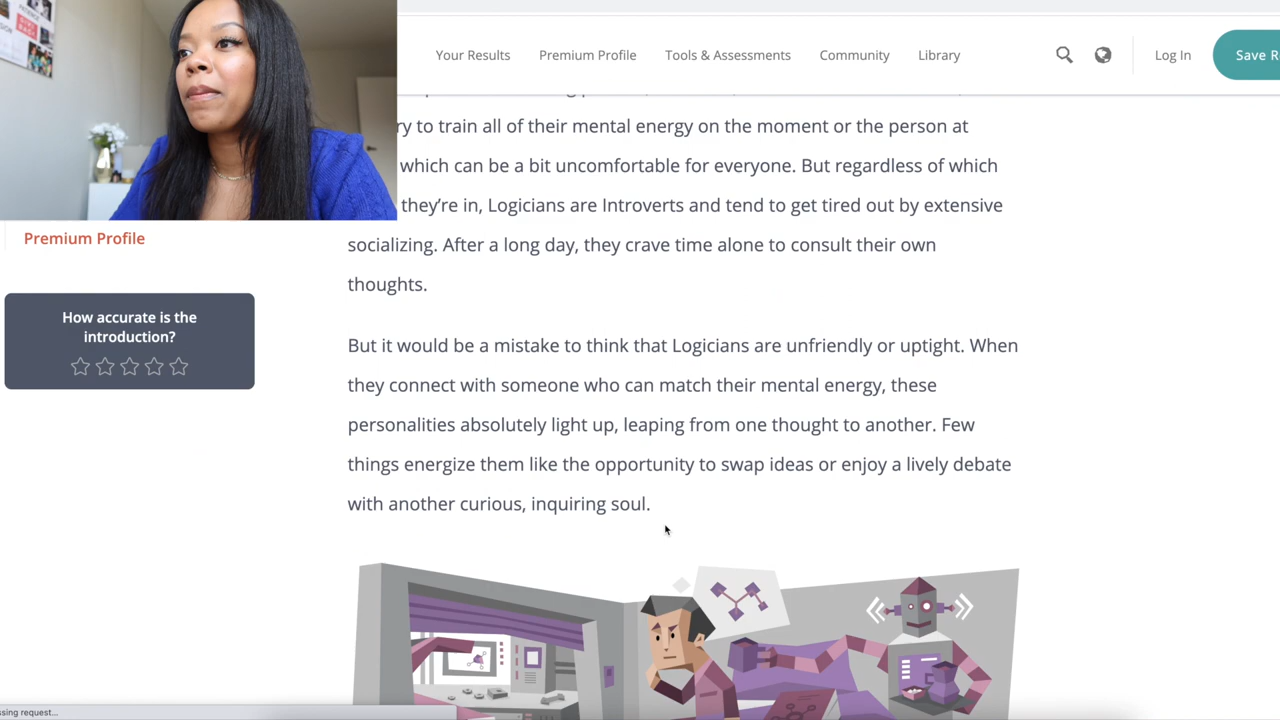 Your Results Premium Profile Tools & Assessments Community Library Log In Save R
ry to train all of their mental energy on the moment or the person at
which can be a bit uncomfortable for everyone. But regardless of which
they're in, Logicians are Introverts and tend to get tired out by extensive
socializing. After a long day, they crave time alone to consult their own
thoughts.
Premium Profile
How accurate is the
introduction?
But it would be a mistake to think that Logicians are unfriendly or uptight. When
they connect with someone who can match their mental energy, these
personalities absolutely light up, leaping from one thought to another. Few
things energize them like the opportunity to swap ideas or enjoy a lively debate
with another curious, inquiring soul.
ssing request...